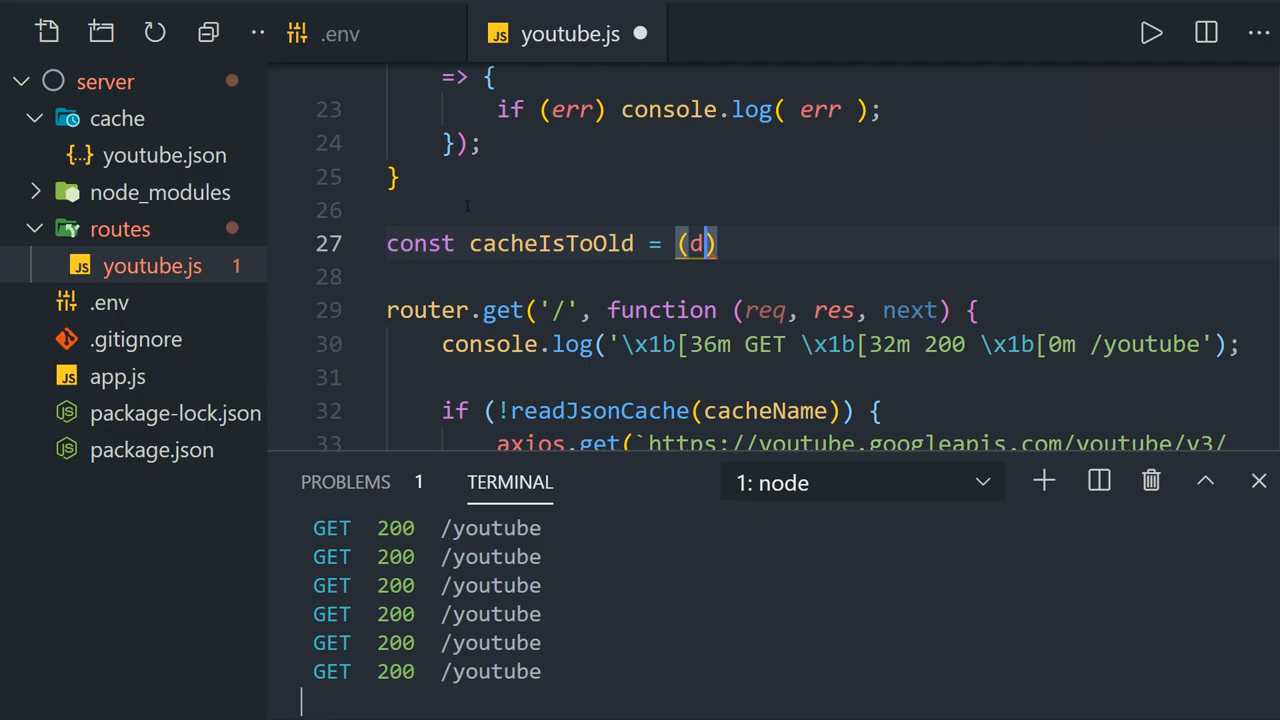 server
cache
{..} youtube.json
node_modules
routes
JS youtube.js 1
.env
.gitignore
JS app.js
package-lock.json
package.json
.env
JS youtube.js
=> {
23 if (err) console.log( err );
24 });
25 }
26
27 const cacheIsToOld = (d)
28
29 router.get('/', function (req, res, next) {
30 console.log('\x1b[36m GET \x1b[32m 200 \x1b[0m /youtube');
31
32 if (!readJsonCache(cacheName)) {
33 axios.get(`https://youtube.googleapis.com/youtube/v3/
PROBLEMS 1 TERMINAL 1: node
GET 200 /youtube
GET 200 /youtube
GET 200 /youtube
GET 200 /youtube
GET 200 /youtube
GET 200 /youtube